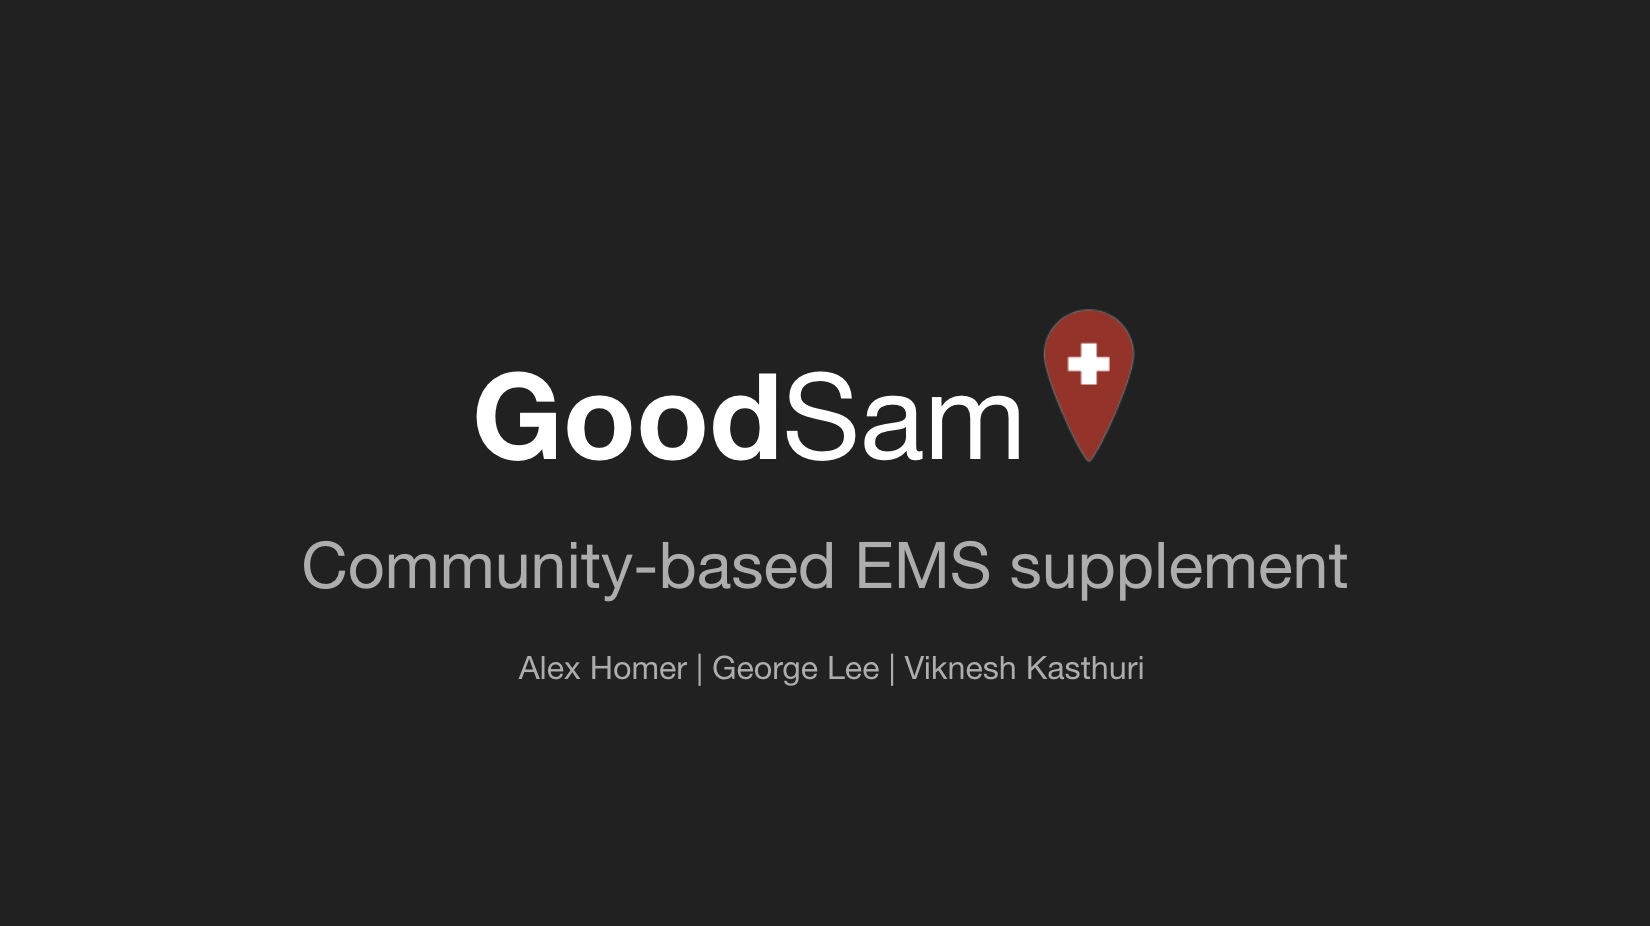 GoodSam
Community-based EMS supplement
Alex Homer | George Lee | Viknesh Kasthuri